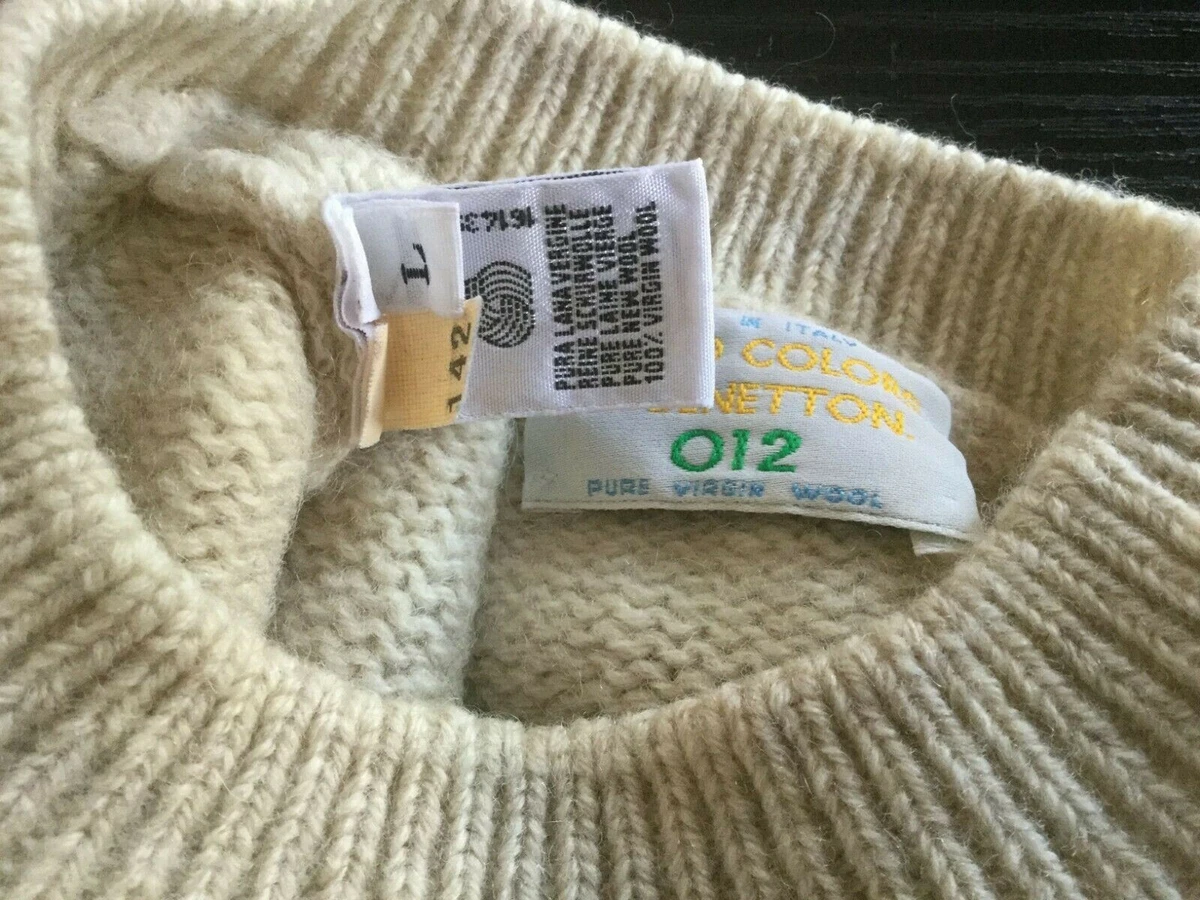 L
142
PURA LANA VERGINE
REINE SCHURWOLLE
PURE LAINE VIERGE
PURE NEW WOOL
100/ VIRGIN WOOL
IN ITALY
COLORS
BENETTON
012
PURE VIRGIN WOOL